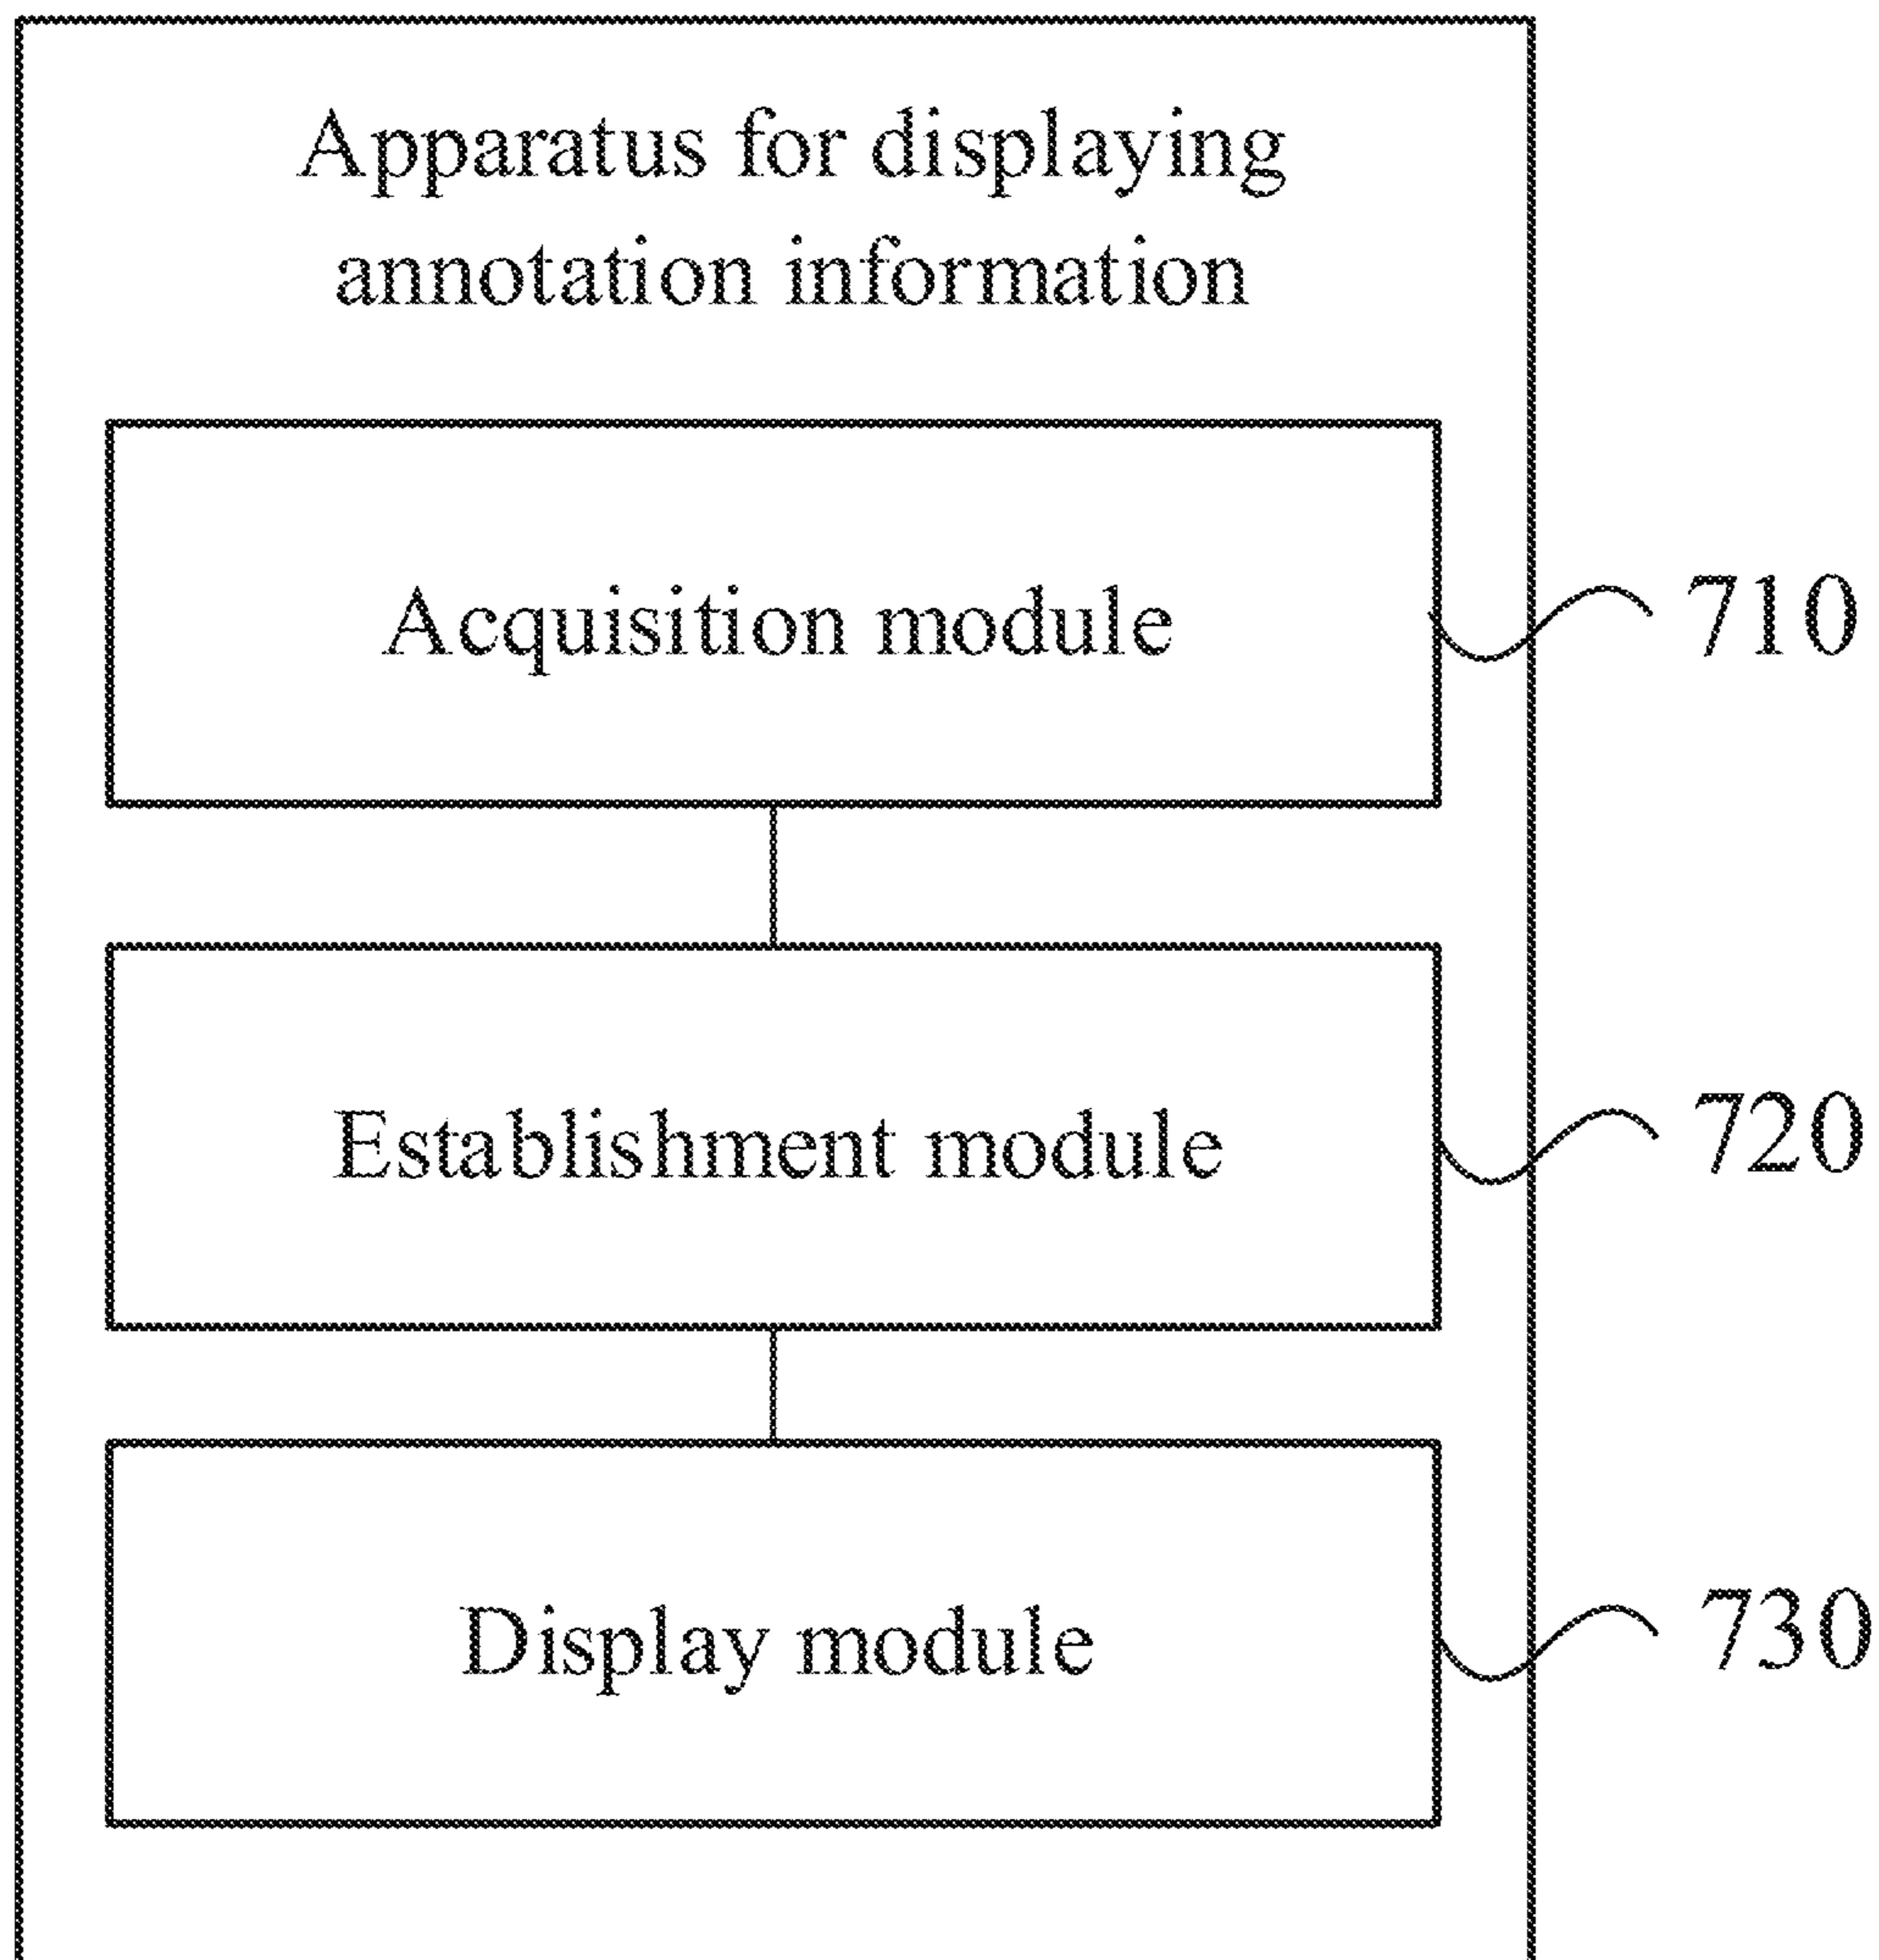 Apparatus for displaying
annotation information
Acquisition module
710
Establishment module
720
Display module
730